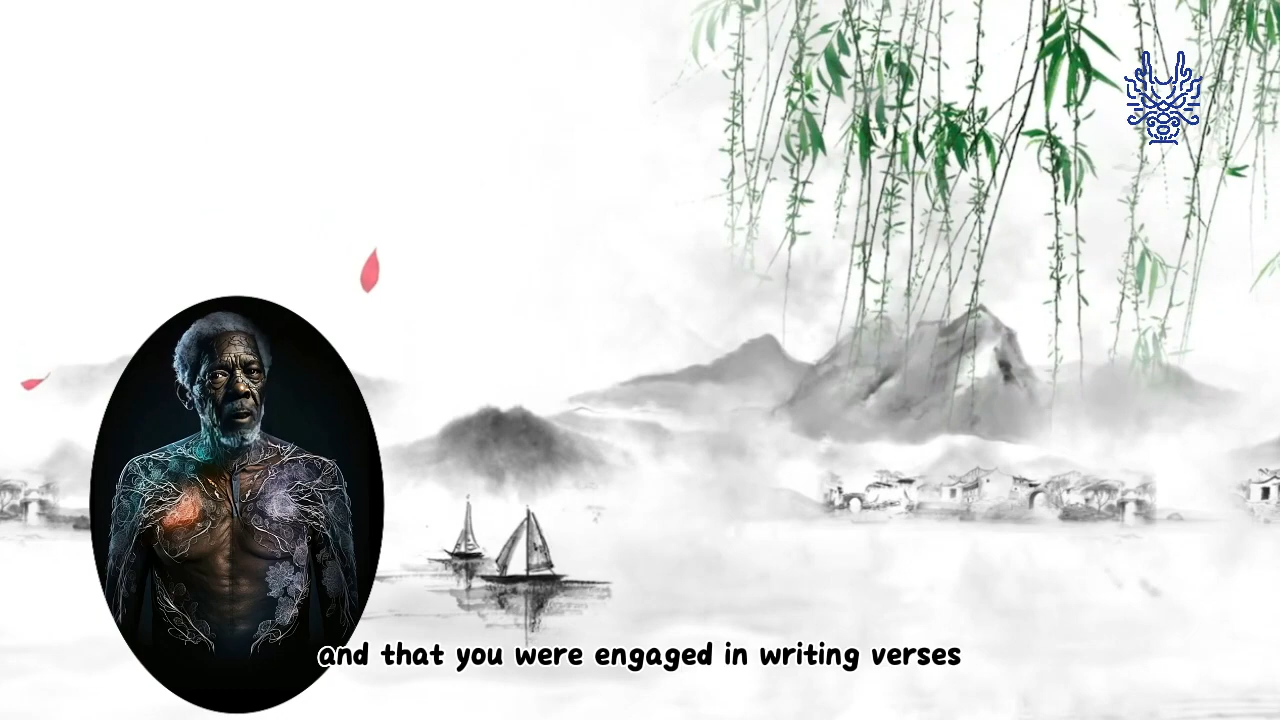 and that you were engaged in writing verses